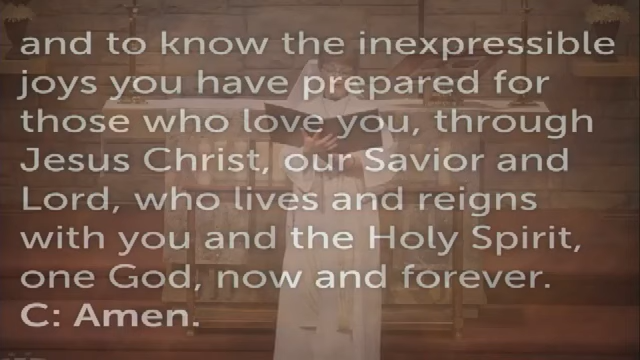 and to know the inexpressible
joys you have prepared for
those who love you, through
Jesus Christ, our Savior and
Lord, who lives and reigns
with you and the Holy Spirit,
one God, now and forever.
C: Amen.